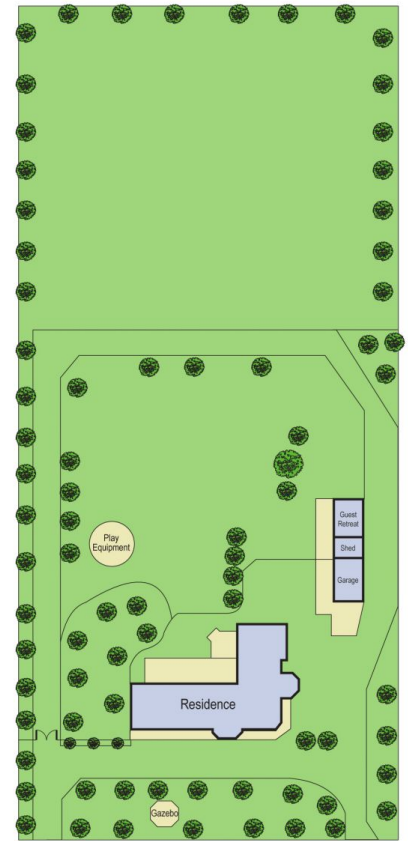 Guest
Retreat
Shed
Garage
Play
Equipment
Residence
Gazebo